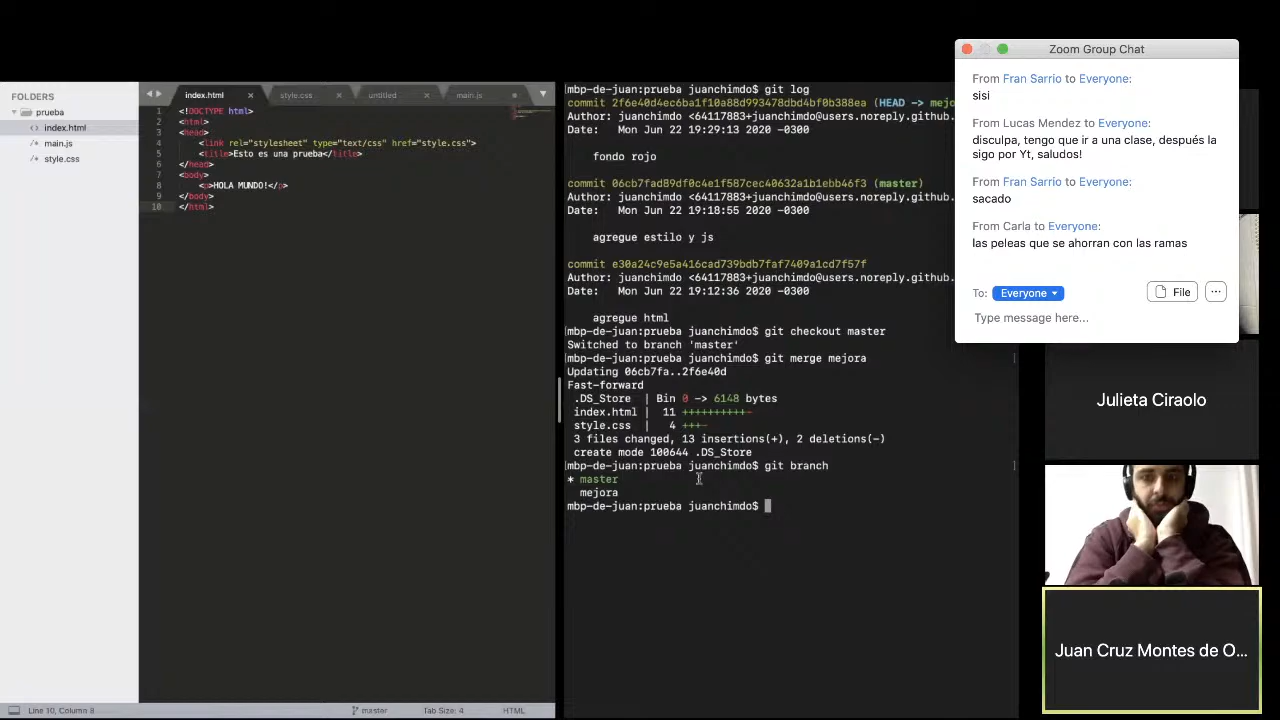 FOLDERS
prueba
index.html
main.js
style.css
index.html
style.css
untitled
main.js
1 <!DOCTYPE html>
2 <html>
3 <head>
4 <link rel="stylesheet" type="text/css" href="style.css">
5 <title>Esto es una prueba</title>
6 </head>
7 <body>
8 <p>HOLA MUNDO!</p>
9 </body>
10 </html>
Line 10, Column 8
master
Tab Size: 4
HTML
mbp-de-juan:prueba juanchimdo$ git log
commit 2f6e40d4ec6ba1f10a88d993478dbd4bf0b388ea (HEAD -> mejo
Author: juanchimdo <64117883+juanchimdo@users.noreply.github.
Date: Mon Jun 22 19:29:13 2020 -0300
fondo rojo
commit 06cb7fad89df0c4e1f587cec40632a1b1ebb46f3 (master)
Author: juanchimdo <64117883+juanchimdo@users.noreply.github.
Date: Mon Jun 22 19:18:55 2020 -0300
agregue estilo y js
commit e30a24c9e5a416cad739bdb7faf7409a1cd7f57f
Author: juanchimdo <64117883+juanchimdo@users.noreply.github.
Date: Mon Jun 22 19:12:36 2020 -0300
agregue html
mbp-de-juan:prueba juanchimdo$ git checkout master
Switched to branch 'master'
mbp-de-juan:prueba juanchimdo$ git merge mejora
Updating 06cb7fa..2f6e40d
Fast-forward
.DS_Store | Bin 0 -> 6148 bytes
index.html | 11 ++++++++++-
style.css | 4 +++-
3 files changed, 13 insertions(+), 2 deletions(-)
create mode 100644 .DS_Store
mbp-de-juan:prueba juanchimdo$ git branch
* master
mejora
mbp-de-juan:prueba juanchimdo$
Zoom Group Chat
From Fran Sarrio to Everyone:
sisi
From Lucas Mendez to Everyone:
disculpa, tengo que ir a una clase, después la
sigo por Yt, saludos!
From Fran Sarrio to Everyone:
sacado
From Carla to Everyone:
las peleas que se ahorran con las ramas
To: Everyone
File
...
Type message here...
Julieta Ciraolo
Juan Cruz Montes de O...